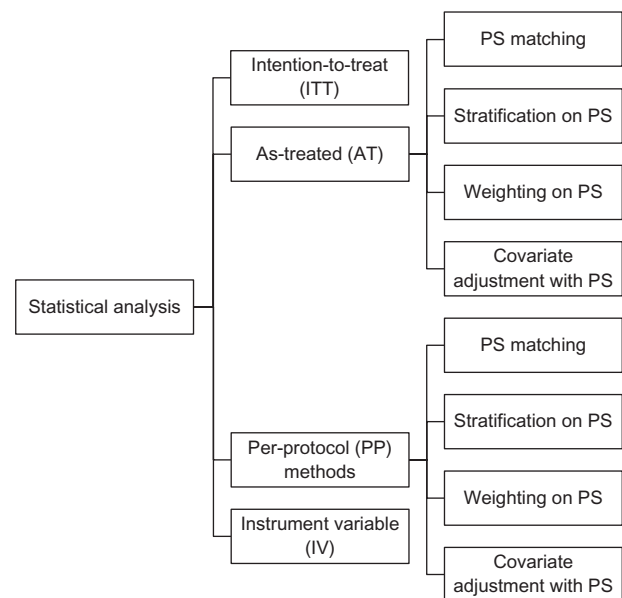 Statistical analysis
Intention-to-treat
(ITT)
As-treated (AT)
PS matching
Stratification on PS
Weighting on PS
Covariate
adjustment with PS
Per-protocol (PP)
methods
PS matching
Stratification on PS
Weighting on PS
Covariate
adjustment with PS
Instrument variable
(IV)